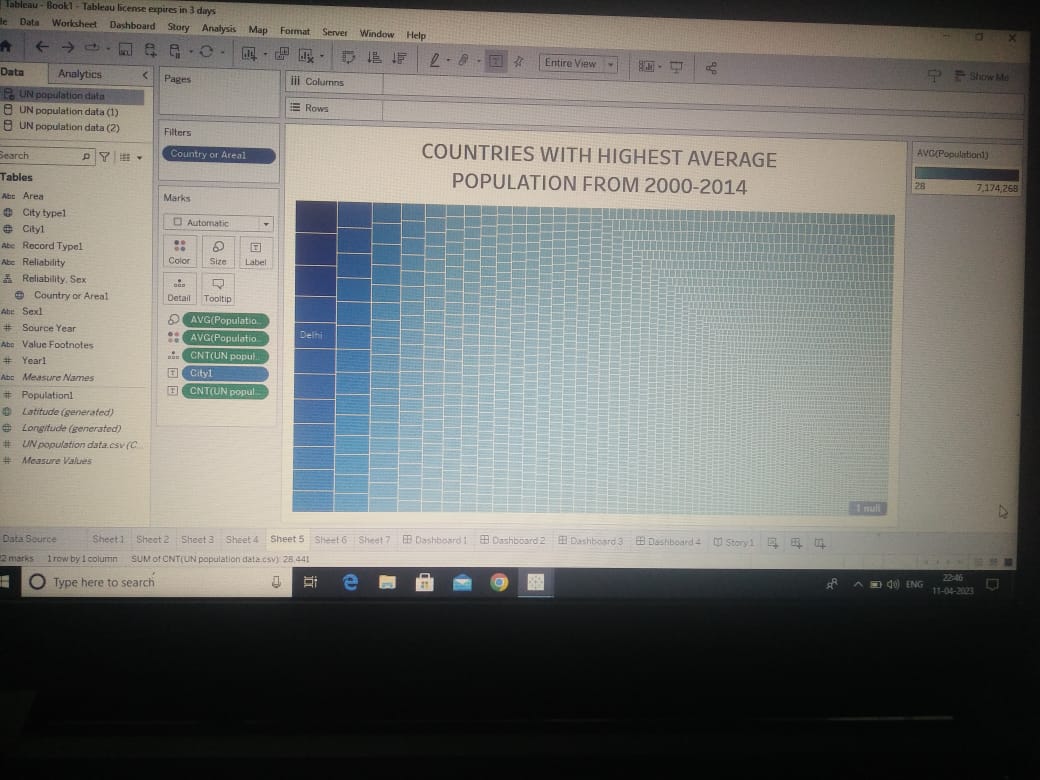 Tableau - Book1 - Tableau license expires in 3 days
le Data Worksheet Dashboard Story Analysis Map Format Server Window Help
Entire View
Show Me
Data Analytics
UN population data
UN population data (1)
UN population data (2)
Search
Tables
Abc Area
City type1
City1
Abc Record Type1
Abc Reliability
Reliability, Sex
Country or Area1
Abc Sex1
# Source Year
Abc Value Footnotes
# Year1
Abc Measure Names
# Population1
Latitude (generated)
Longitude (generated)
# UN population data.csv (C...
# Measure Values
Pages
Filters
Country or Area1
Marks
Automatic
Color Size Label
Detail Tooltip
AVG(Populatio..
AVG(Populatio..
CNT(UN popul..
City1
CNT(UN popul..
Columns
Rows
COUNTRIES WITH HIGHEST AVERAGE
POPULATION FROM 2000-2014
Delhi
1 null
AVG(Population1)
28 7,174,268
Data Source Sheet 1 Sheet 2 Sheet 3 Sheet 4 Sheet 5 Sheet 6 Sheet 7 Dashboard 1 Dashboard 2 Dashboard 3 Dashboard 4 Story 1
2 marks 1 row by 1 column SUM of CNT(UN population data.csv): 28,441
Type here to search
ENG
22:46
11-04-2023